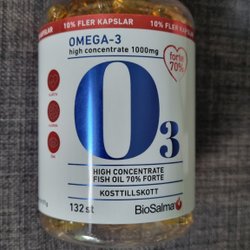 10% FLER KAPSLAR
10% FLER KAPSLAR
OMEGA-3
high concentrate 1000mg
forte
70%
O3
HIGH CONCENTRATE
FISH OIL 70% FORTE
KOSTTILLSKOTT
132 st
BioSalma